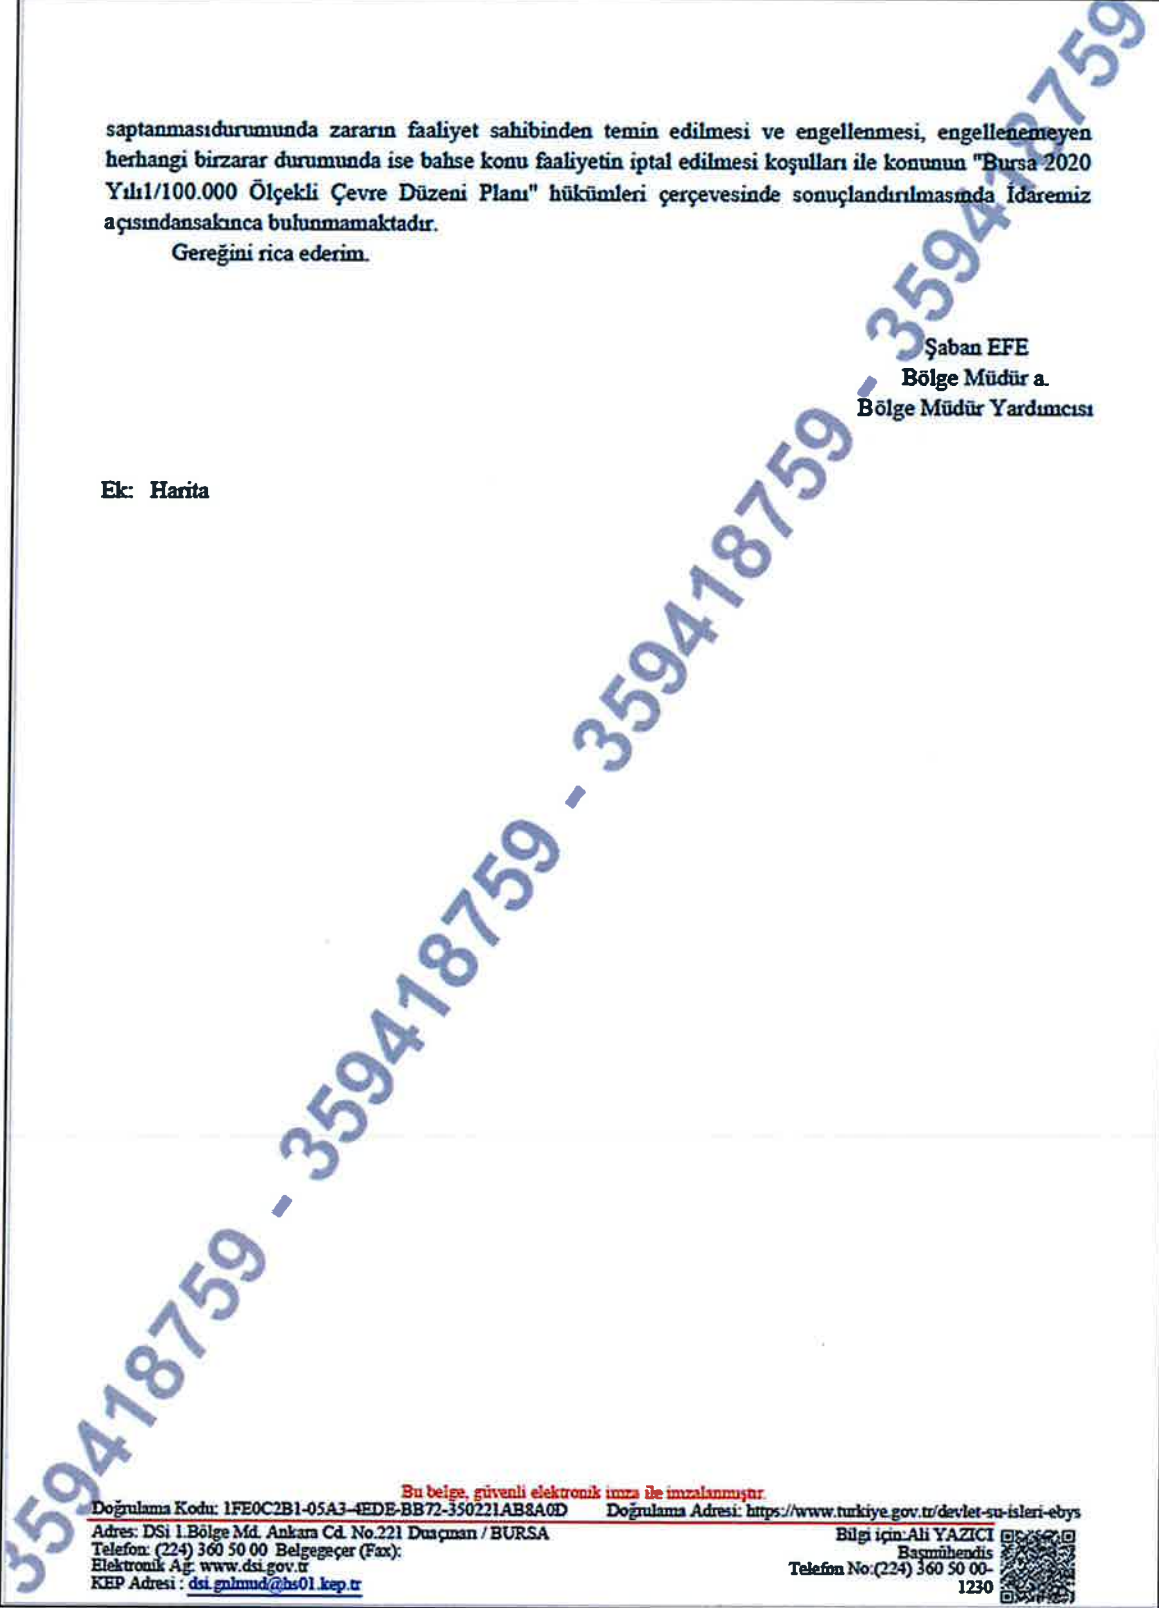 saptanmasıdurumunda zararın faaliyet sahibinden temin edilmesi ve engellenmesi, engellenemeyen
herhangi birzarar durumunda ise bahse konu faaliyetin iptal edilmesi koşulları ile konunun "Bursa 2020
Yılı1/100.000 Ölçekli Çevre Düzeni Planı" hükümleri çerçevesinde sonuçlandırılmasında İdaremiz
açısındansakınca bulunmamaktadır.
Gereğini rica ederim.
Şaban EFE
Bölge Müdür a.
Bölge Müdür Yardımcısı
Ek: Harita
359418759 - 359418759 - 359418759 - 359418759
Bu belge, güvenli elektronik imza ile imzalanmıştır.
Doğrulama Kodu: 1FE0C2B1-05A3-4EDE-BB72-350221AB8A0D Doğrulama Adresi: https://www.turkiye.gov.tr/devlet-su-isleri-ebys
Adres: DSİ 1.Bölge Md. Ankara Cd. No.221 Duaçınarı / BURSA
Telefon: (224) 360 50 00 Belgegeçer (Fax):
Elektronik Ağ: www.dsi.gov.tr
KEP Adresi : dsi.gnlmud@hs01.kep.tr
Bilgi için:Ali YAZICI
Başmühendis
Telefon No:(224) 360 50 00-
1230